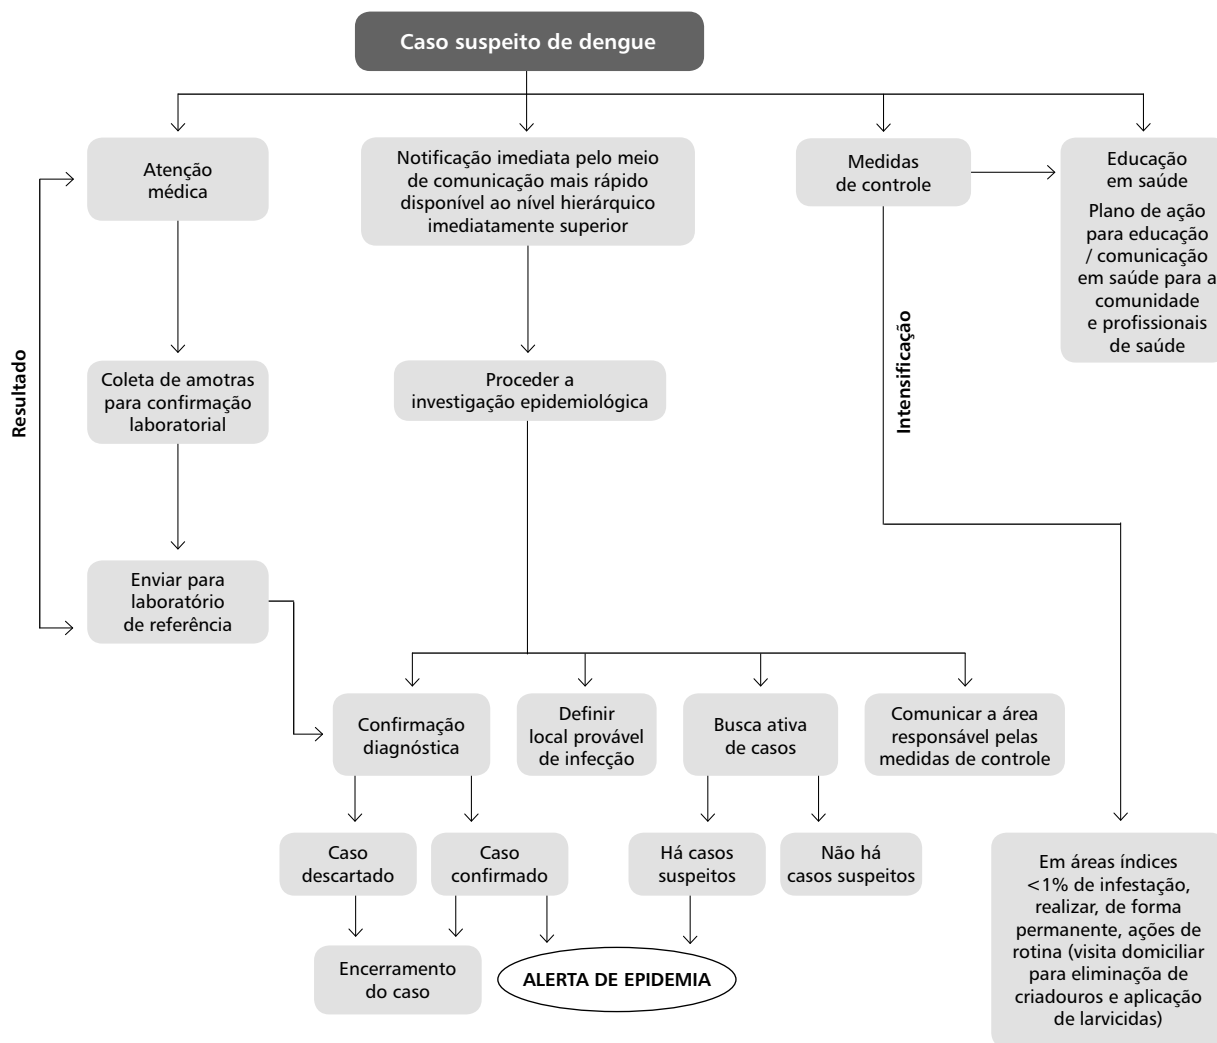 Caso suspeito de dengue
Atenção
médica
Notificação imediata pelo meio
de comunicação mais rápido
disponível ao nível hierárquico
imediatamente superior
Medidas
de controle
Educação
em saúde
Plano de ação
para educação
/ comunicação
em saúde para a
comunidade
e profissionais
de saúde
Resultado
Intensificação
Coleta de amotras
para confirmação
laboratorial
Proceder a
investigação epidemiológica
Enviar para
laboratório
de referência
Confirmação
diagnóstica
Definir
local provável
de infecção
Busca ativa
de casos
Comunicar a área
responsável pelas
medidas de controle
Caso
descartado
Caso
confirmado
Há casos
suspeitos
Não há
casos suspeitos
Em áreas índices
<1% de infestação,
realizar, de forma
permanente, ações de
rotina (visita domiciliar
para eliminaçõa de
criadouros e aplicação
de larvicidas)
Encerramento
do caso
ALERTA DE EPIDEMIA